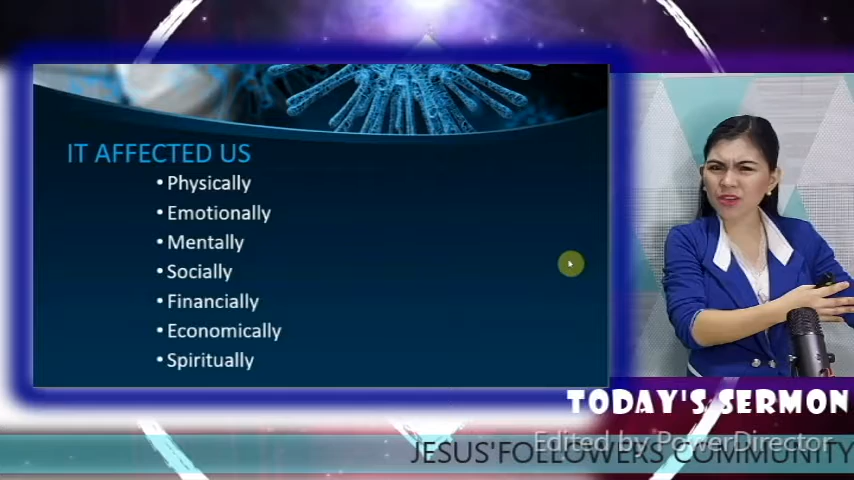 IT AFFECTED US
• Physically
• Emotionally
• Mentally
• Socially
• Financially
• Economically
• Spiritually
TODAY'S SERMON
Edited by PowerDirector
JESUS'FOLLOWERS COMMUNITY